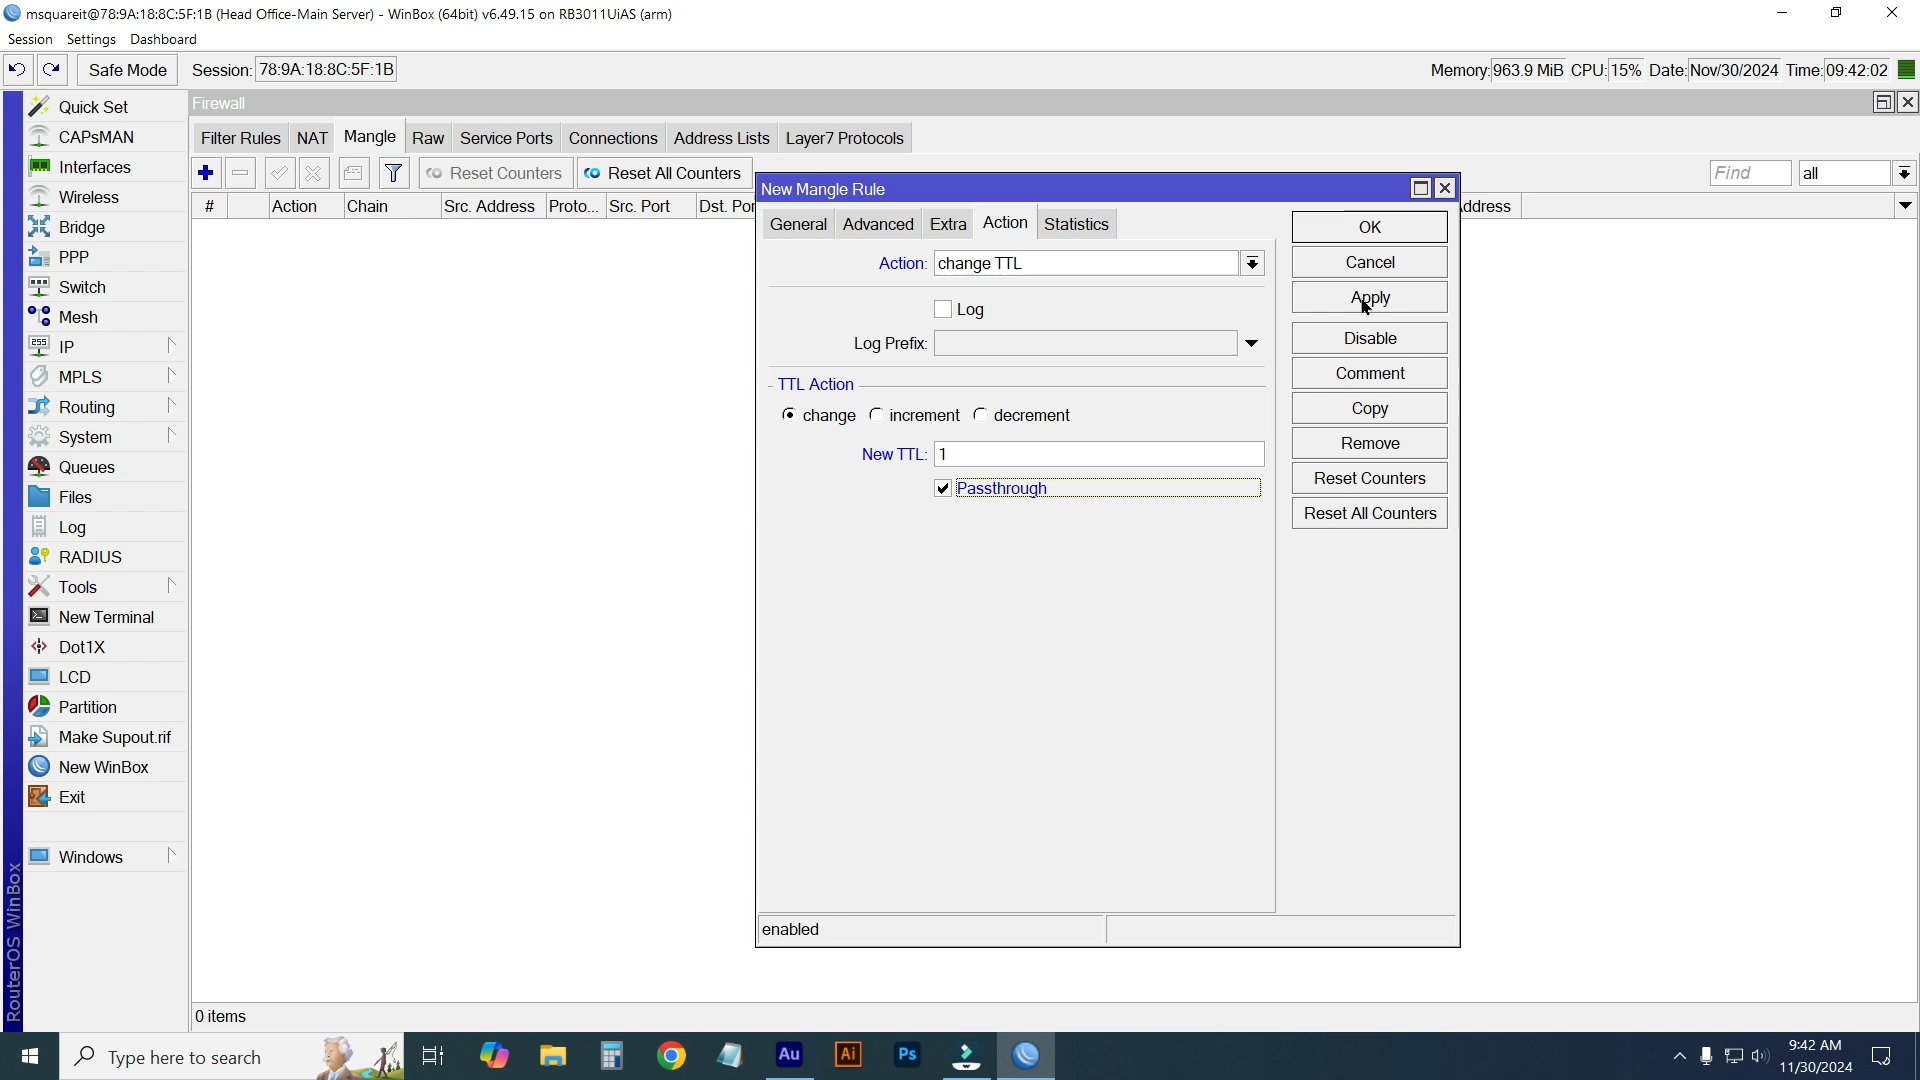 msquareit@78:9A:18:8C:5F:1B (Head Office-Main Server) - WinBox (64bit) v6.49.15 on RB3011UiAS (arm)
Session Settings Dashboard
Safe Mode Session: 78:9A:18:8C:5F:1B Memory: 963.9 MiB CPU: 15% Date: Nov/30/2024 Time: 09:42:02
Quick Set
CAPsMAN
Interfaces
Wireless
Bridge
PPP
Switch
Mesh
IP
MPLS
Routing
System
Queues
Files
Log
RADIUS
Tools
New Terminal
Dot1X
LCD
Partition
Make Supout.rif
New WinBox
Exit
Windows
RouterOS WinBox
Firewall
Filter Rules NAT Mangle Raw Service Ports Connections Address Lists Layer7 Protocols
Reset Counters Reset All Counters Find all
# Action Chain Src. Address Proto... Src. Port Dst. Por
New Mangle Rule
General Advanced Extra Action Statistics
Action: change TTL
Log
Log Prefix:
TTL Action
change increment decrement
New TTL: 1
Passthrough
OK
Cancel
Apply
Disable
Comment
Copy
Remove
Reset Counters
Reset All Counters
enabled
0 items
Type here to search
Au Ai Ps
9:42 AM
11/30/2024